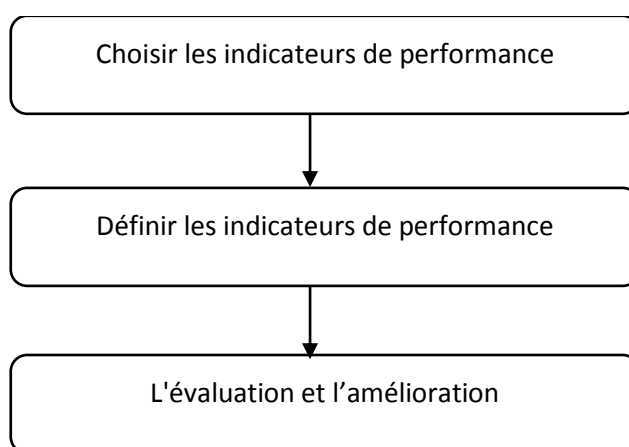 Choisir les indicateurs de performance
Définir les indicateurs de performance
L'évaluation et l’amélioration